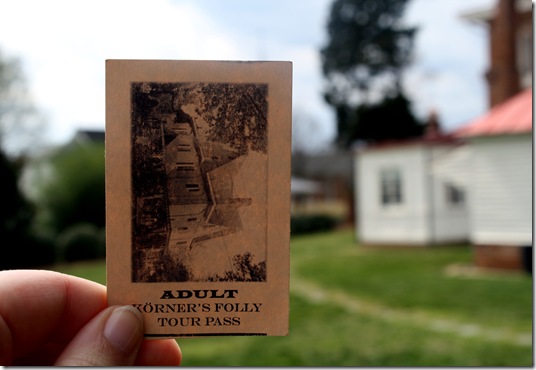 ADULT
KÖRNER'S FOLLY
TOUR PASS